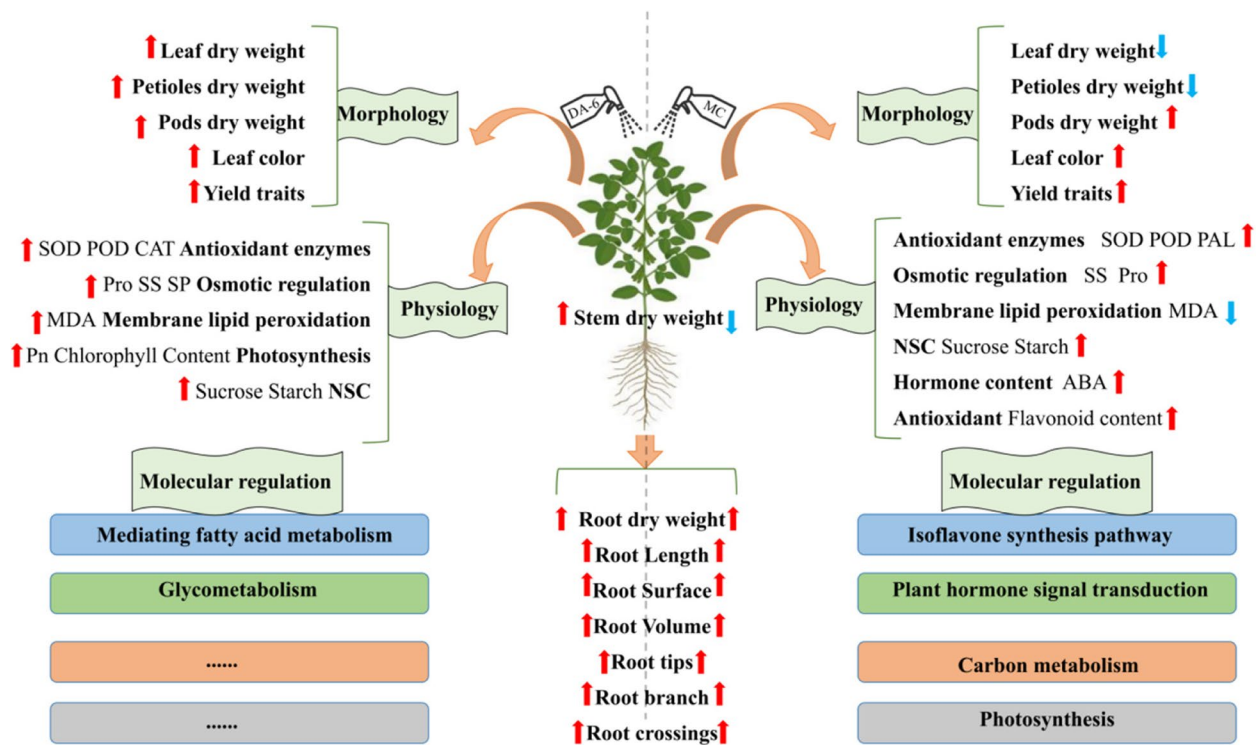 Leaf dry weight
Petioles dry weight
Pods dry weight
Leaf color
Yield traits
Morphology
DA-6
MC
Morphology
Leaf dry weight
Petioles dry weight
Pods dry weight
Leaf color
Yield traits
SOD POD CAT Antioxidant enzymes
Pro SS SP Osmotic regulation
MDA Membrane lipid peroxidation
Pn Chlorophyll Content Photosynthesis
Sucrose Starch NSC
Physiology
Stem dry weight
Physiology
Antioxidant enzymes SOD POD PAL
Osmotic regulation SS Pro
Membrane lipid peroxidation MDA
NSC Sucrose Starch
Hormone content ABA
Antioxidant Flavonoid content
Molecular regulation
Mediating fatty acid metabolism
Glycometabolism
......
......
Root dry weight
Root Length
Root Surface
Root Volume
Root tips
Root branch
Root crossings
Molecular regulation
Isoflavone synthesis pathway
Plant hormone signal transduction
Carbon metabolism
Photosynthesis